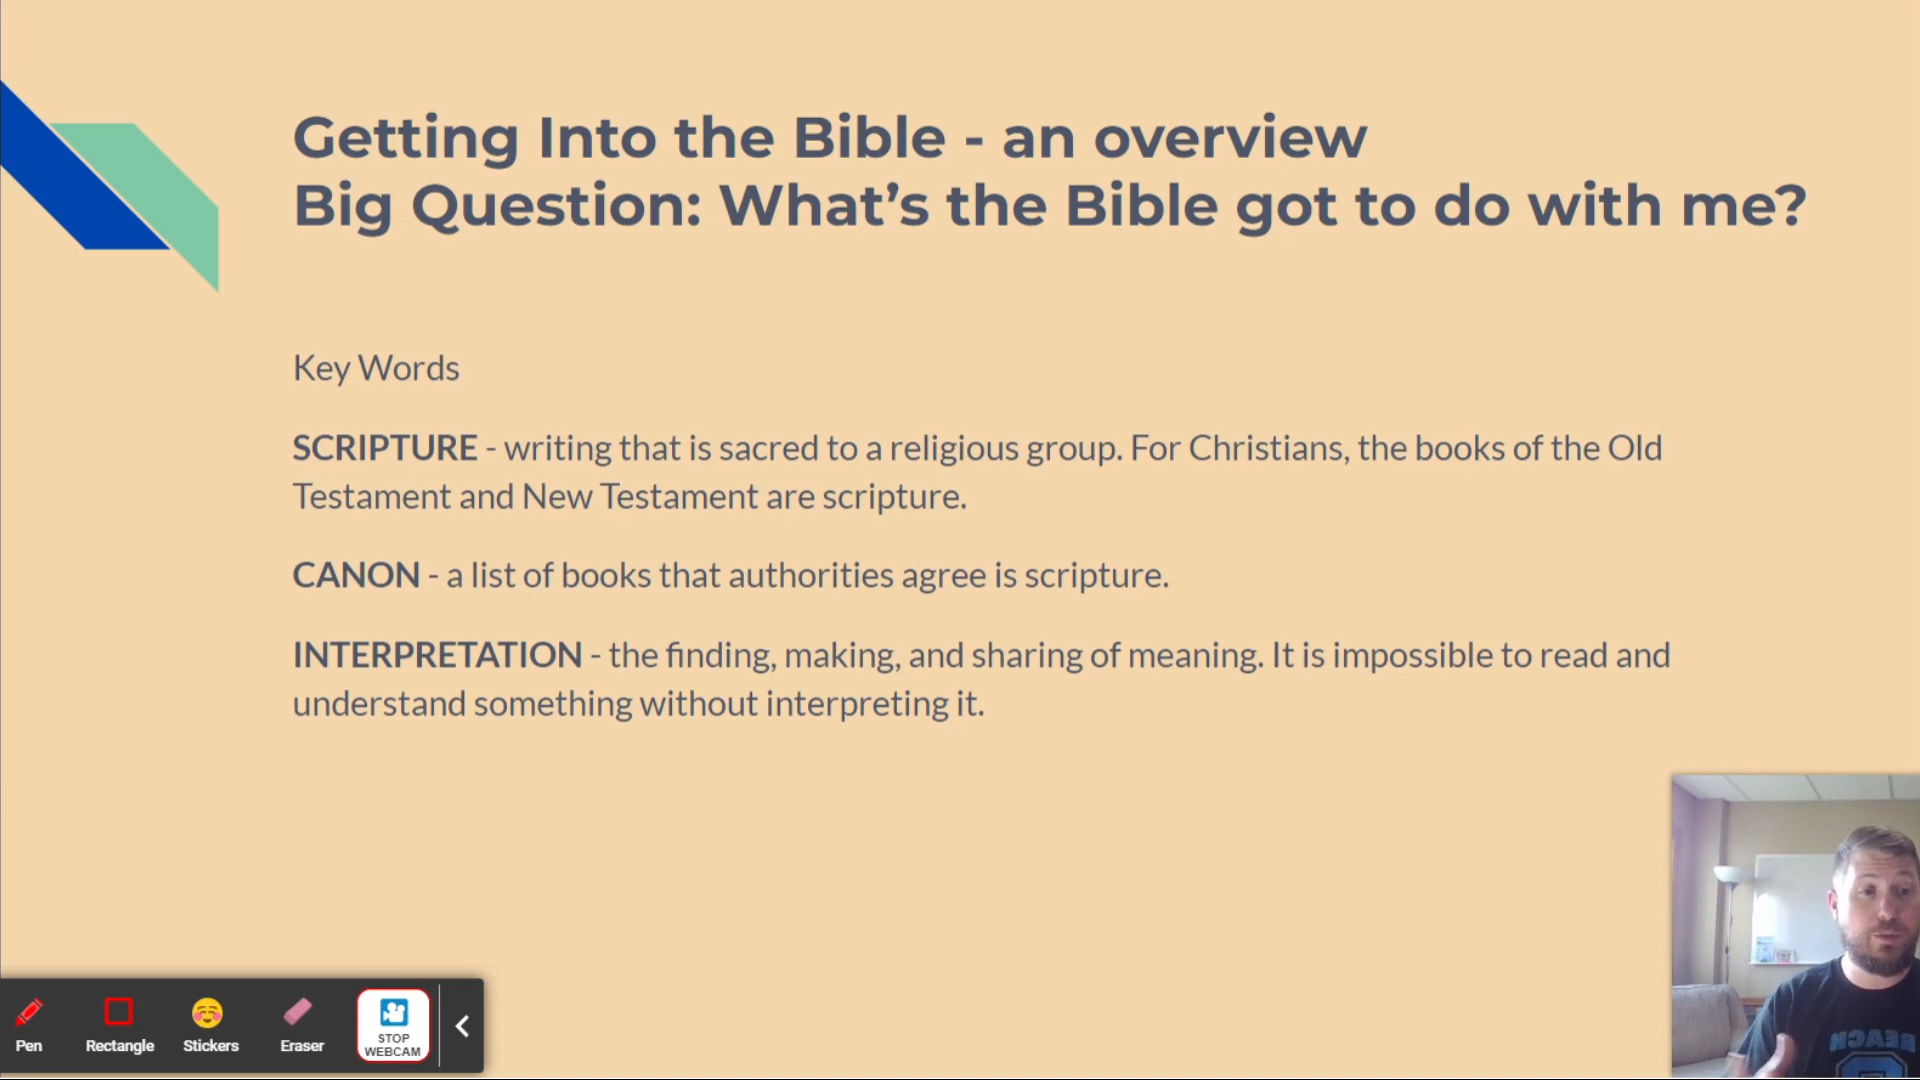 Getting Into the Bible - an overview
Big Question: What’s the Bible got to do with me?
Key Words
SCRIPTURE - writing that is sacred to a religious group. For Christians, the books of the Old
Testament and New Testament are scripture.
CANON - a list of books that authorities agree is scripture.
INTERPRETATION - the finding, making, and sharing of meaning. It is impossible to read and
understand something without interpreting it.
Pen
Rectangle
Stickers
Eraser
STOP
WEBCAM
REACH